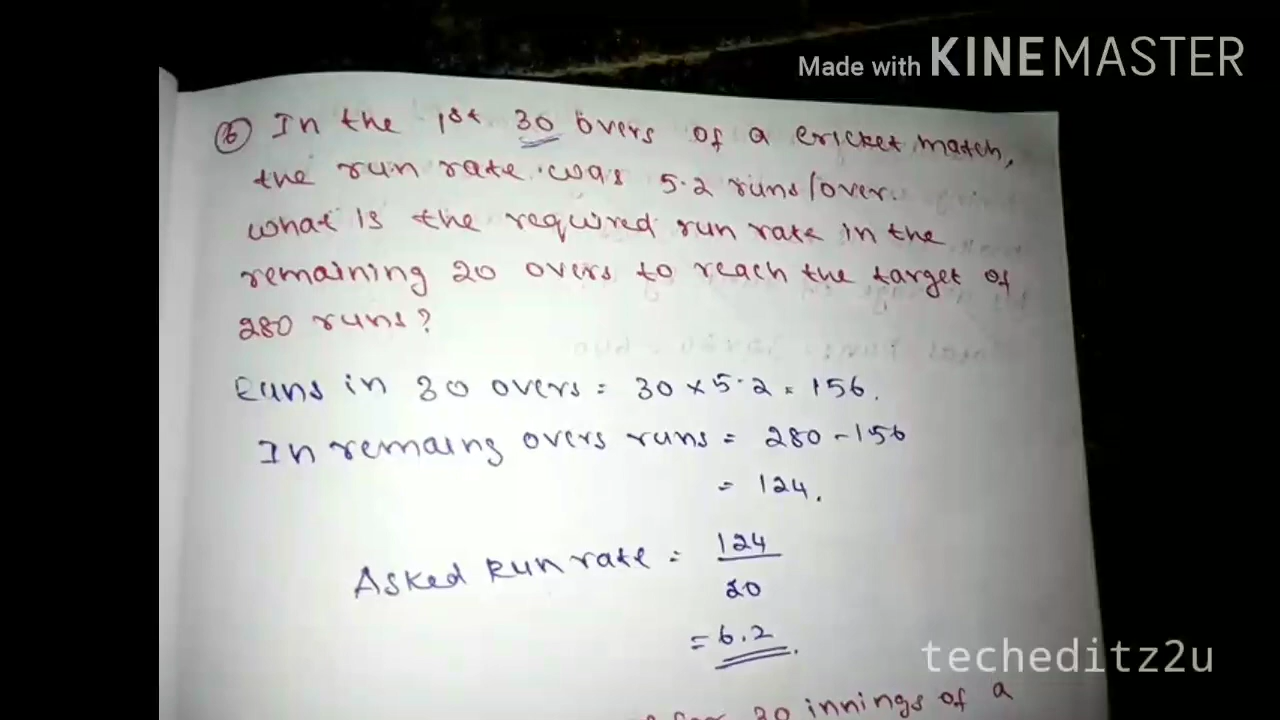 Made with KINEMASTER
6 In the 1st 30 overs of a cricket match,
the run rate was 5.2 runs/over.
what is the required run rate in the
remaining 20 overs to reach the target of
280 runs?
Runs in 30 overs = 30 × 5.2 = 156.
In remaing overs runs = 280 - 156
= 124.
Asked Run rate = 124
20
= 6.2.
techeditz2u
30 innings of a